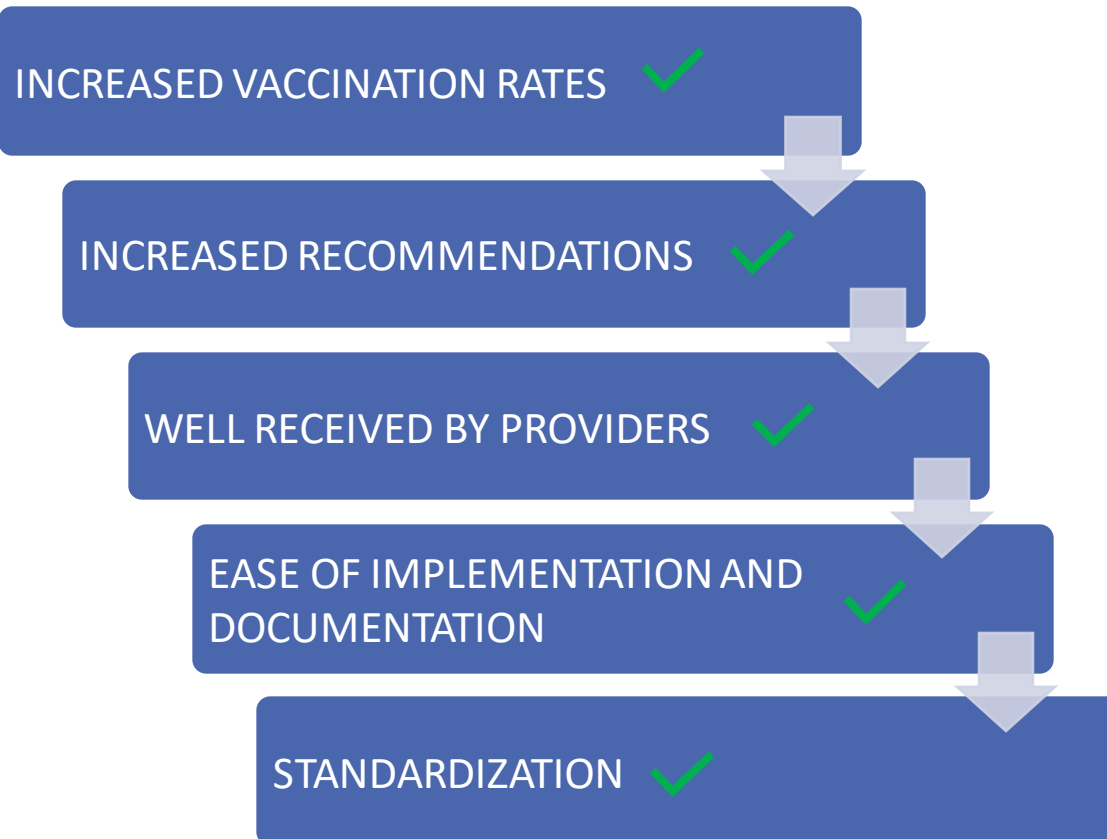 INCREASED VACCINATION RATES
INCREASED RECOMMENDATIONS
WELL RECEIVED BY PROVIDERS
EASE OF IMPLEMENTATION AND
DOCUMENTATION
STANDARDIZATION